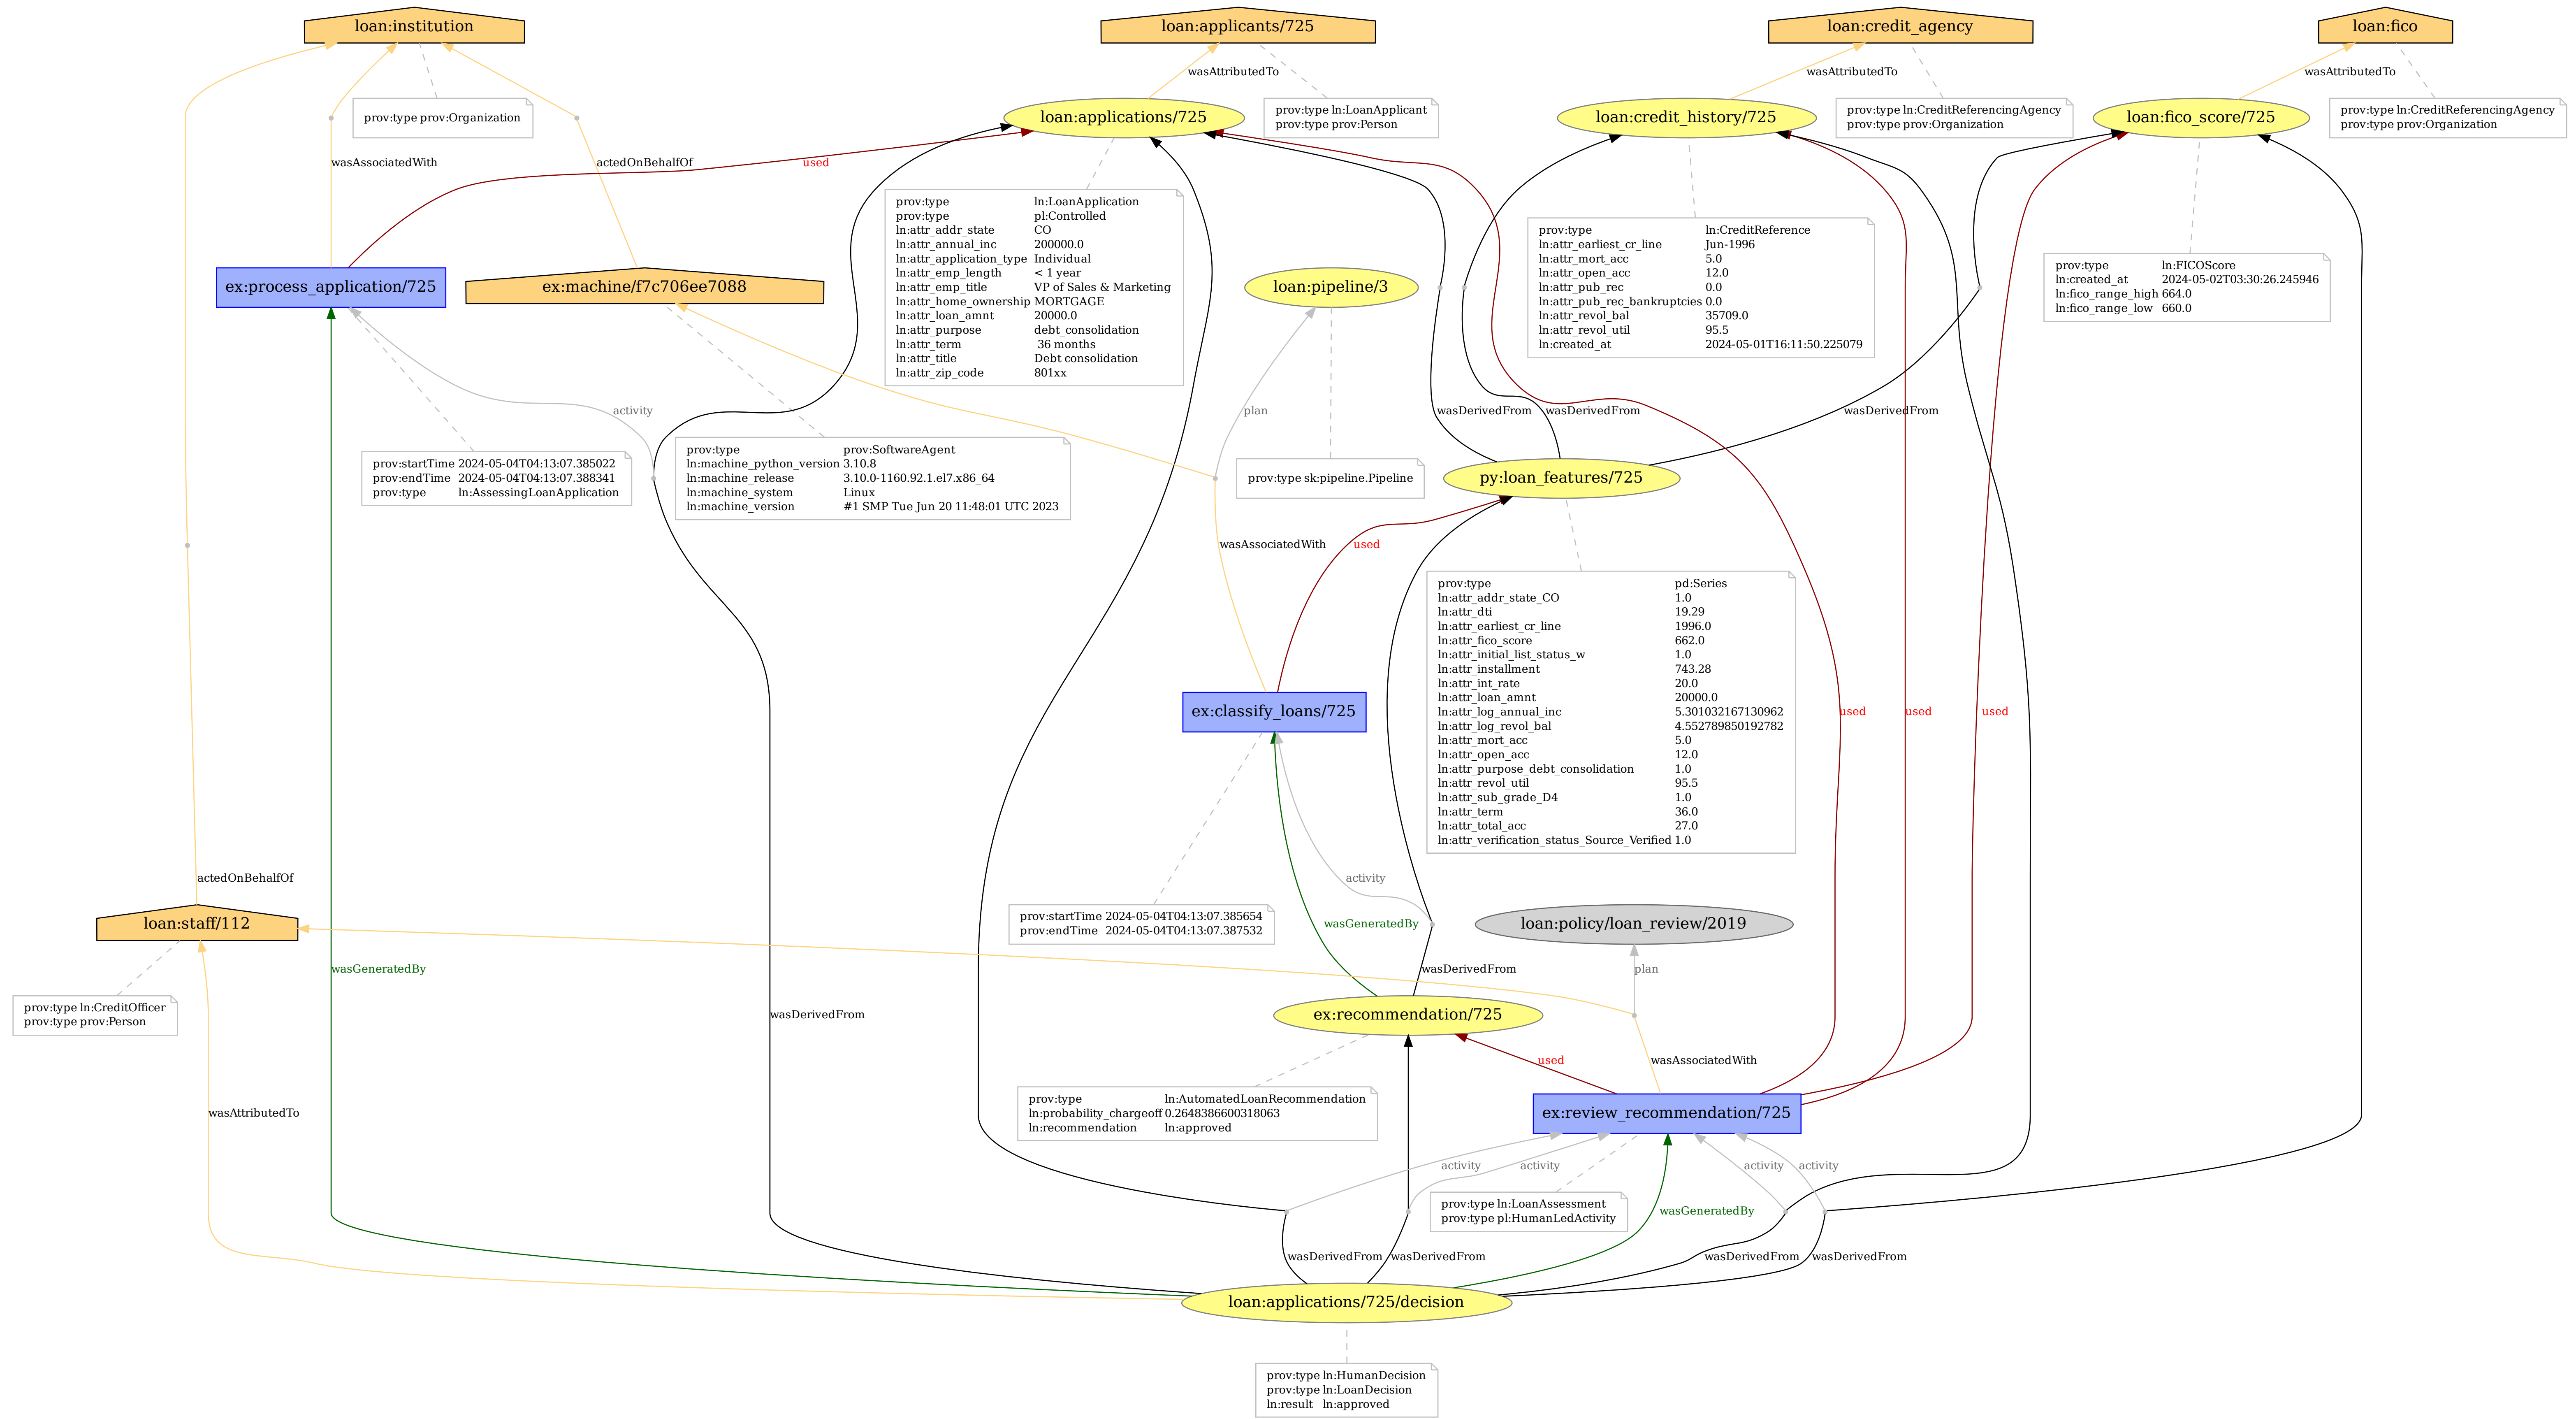 loan:institution
loan:applicants/725
loan:credit_agency
loan:fico
wasAttributedTo
wasAttributedTo
wasAttributedTo
prov:type prov:Organization
loan:applications/725
prov:type ln:LoanApplicant
prov:type prov:Person
loan:credit_history/725
prov:type ln:CreditReferencingAgency
prov:type prov:Organization
loan:fico_score/725
prov:type ln:CreditReferencingAgency
prov:type prov:Organization
wasAssociatedWith
actedOnBehalfOf
used
prov:type ln:LoanApplication
prov:type pl:Controlled
ln:attr_addr_state CO
ln:attr_annual_inc 200000.0
ln:attr_application_type Individual
ln:attr_emp_length < 1 year
ln:attr_emp_title VP of Sales & Marketing
ln:attr_home_ownership MORTGAGE
ln:attr_loan_amnt 20000.0
ln:attr_purpose debt_consolidation
ln:attr_term 36 months
ln:attr_title Debt consolidation
ln:attr_zip_code 801xx
prov:type ln:CreditReference
ln:attr_earliest_cr_line Jun-1996
ln:attr_mort_acc 5.0
ln:attr_open_acc 12.0
ln:attr_pub_rec 0.0
ln:attr_pub_rec_bankruptcies 0.0
ln:attr_revol_bal 35709.0
ln:attr_revol_util 95.5
ln:created_at 2024-05-01T16:11:50.225079
prov:type ln:FICOScore
ln:created_at 2024-05-02T03:30:26.245946
ln:fico_range_high 664.0
ln:fico_range_low 660.0
ex:process_application/725
ex:machine/f7c706ee7088
loan:pipeline/3
activity
plan
wasDerivedFrom
wasDerivedFrom
wasDerivedFrom
prov:startTime 2024-05-04T04:13:07.385022
prov:endTime 2024-05-04T04:13:07.388341
prov:type ln:AssessingLoanApplication
prov:type prov:SoftwareAgent
ln:machine_python_version 3.10.8
ln:machine_release 3.10.0-1160.92.1.el7.x86_64
ln:machine_system Linux
ln:machine_version #1 SMP Tue Jun 20 11:48:01 UTC 2023
prov:type sk:pipeline.Pipeline
py:loan_features/725
wasAssociatedWith
used
prov:type pd:Series
ln:attr_addr_state_CO 1.0
ln:attr_dti 19.29
ln:attr_earliest_cr_line 1996.0
ln:attr_fico_score 662.0
ln:attr_initial_list_status_w 1.0
ln:attr_installment 743.28
ln:attr_int_rate 20.0
ln:attr_loan_amnt 20000.0
ln:attr_log_annual_inc 5.301032167130962
ln:attr_log_revol_bal 4.552789850192782
ln:attr_mort_acc 5.0
ln:attr_open_acc 12.0
ln:attr_purpose_debt_consolidation 1.0
ln:attr_revol_util 95.5
ln:attr_sub_grade_D4 1.0
ln:attr_term 36.0
ln:attr_total_acc 27.0
ln:attr_verification_status_Source_Verified 1.0
ex:classify_loans/725
used
used
used
actedOnBehalfOf
activity
loan:staff/112
prov:startTime 2024-05-04T04:13:07.385654
prov:endTime 2024-05-04T04:13:07.387532
wasGeneratedBy
loan:policy/loan_review/2019
wasGeneratedBy
wasDerivedFrom
plan
prov:type ln:CreditOfficer
prov:type prov:Person
wasDerivedFrom
ex:recommendation/725
used
wasAssociatedWith
wasAttributedTo
prov:type ln:AutomatedLoanRecommendation
ln:probability_chargeoff 0.2648386600318063
ln:recommendation ln:approved
ex:review_recommendation/725
activity
activity
activity
activity
prov:type ln:LoanAssessment
prov:type pl:HumanLedActivity
wasGeneratedBy
wasDerivedFrom
wasDerivedFrom
wasDerivedFrom
wasDerivedFrom
loan:applications/725/decision
prov:type ln:HumanDecision
prov:type ln:LoanDecision
ln:result ln:approved